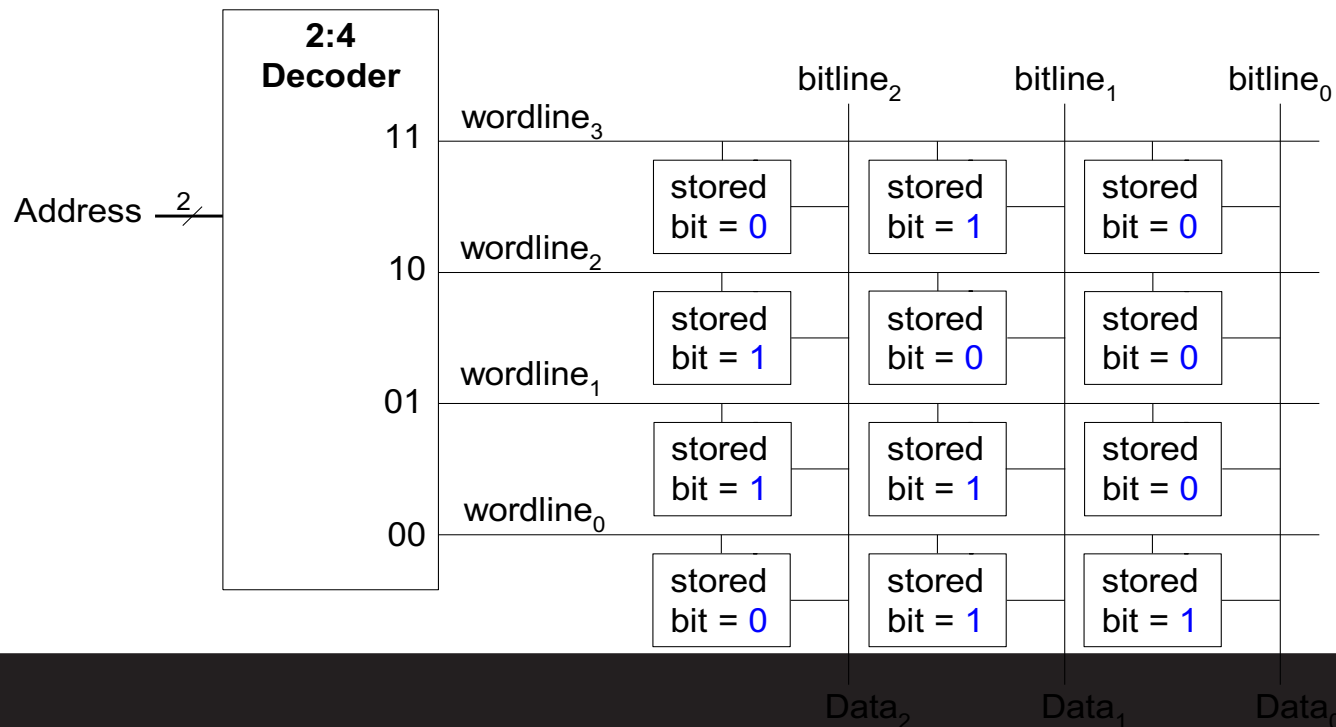 2:4
Decoder
bitline₂ bitline₁ bitline₀
11 wordline₃
stored
bit = 0
stored
bit = 1
stored
bit = 0
Address 2
10 wordline₂
stored
bit = 1
stored
bit = 0
stored
bit = 0
01 wordline₁
stored
bit = 1
stored
bit = 1
stored
bit = 0
00 wordline₀
stored
bit = 0
stored
bit = 1
stored
bit = 1
Data₂ Data₁ Data₀